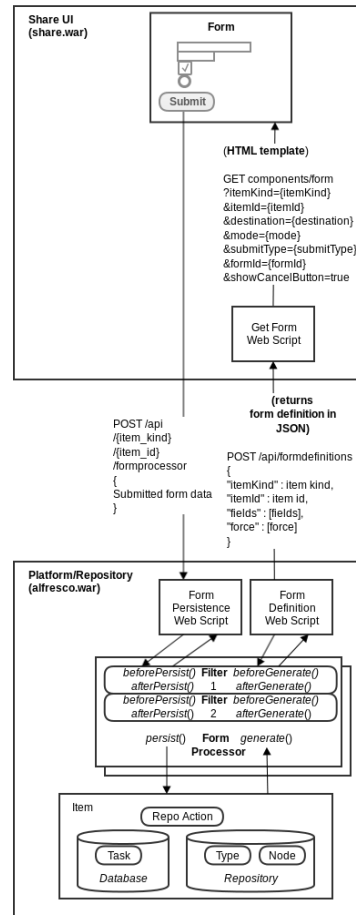 Share UI
(share.war)
Form
Submit
(HTML template)
GET components/form
?itemKind={itemKind}
&itemId={itemId}
&destination={destination}
&mode={mode}
&submitType={submitType}
&formId={formId}
&showCancelButton=true
Get Form
Web Script
(returns
form definition in
JSON)
POST /api
/{item_kind}
/{item_id}
/formprocessor
{
Submitted form data
}
POST /api/formdefinitions
{
"itemKind" : item kind,
"itemId" : item id,
"fields" : [fields],
"force" : [force]
}
Platform/Repository
(alfresco.war)
Form
Persistence
Web Script
Form
Definition
Web Script
beforePersist() Filter beforeGenerate()
afterPersist() 1 afterGenerate()
beforePersist() Filter beforeGenerate()
afterPersist() 2 afterGenerate()
persist() Form generate()
Processor
Item
Repo Action
Task
Database
Type
Node
Repository